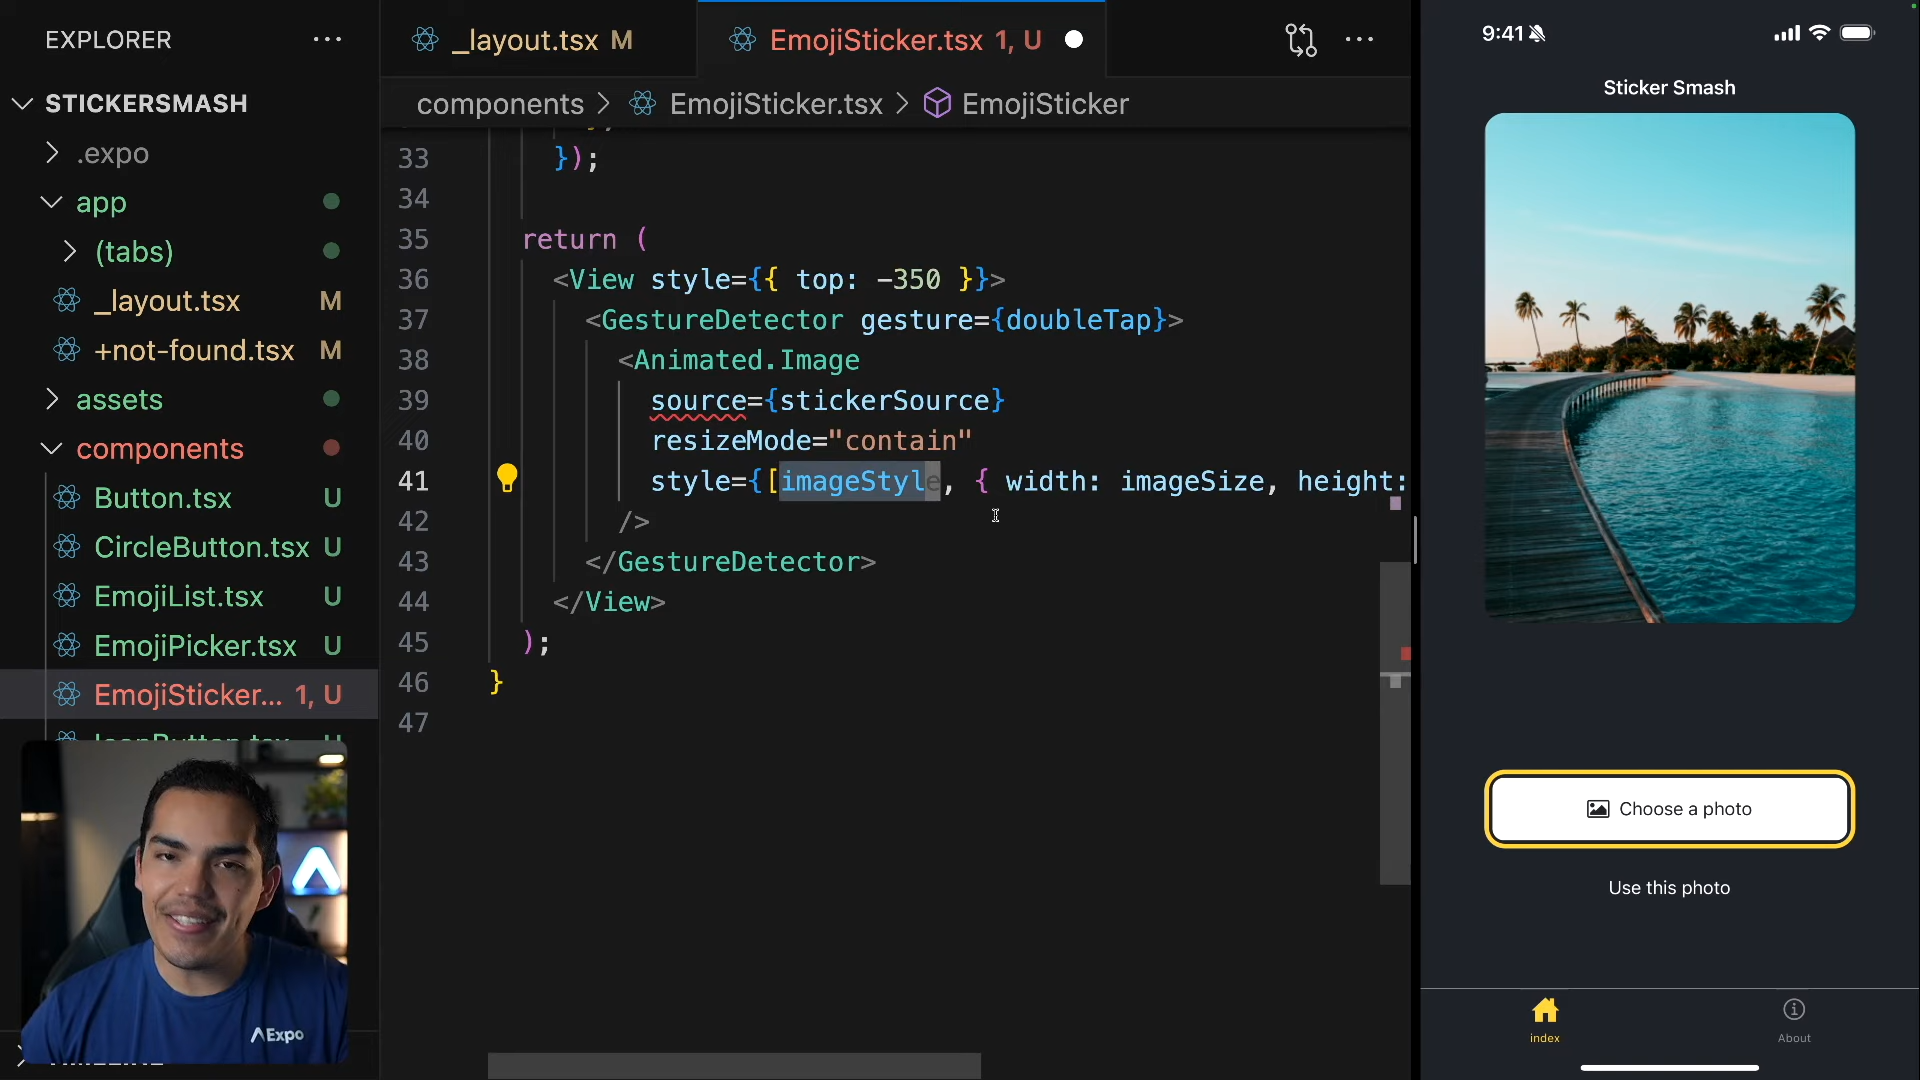 EXPLORER
STICKERSMASH
.expo
app
(tabs)
_layout.tsx M
+not-found.tsx M
assets
components
Button.tsx U
CircleButton.tsx U
EmojiList.tsx U
EmojiPicker.tsx U
EmojiSticker... 1, U
_layout.tsx M
EmojiSticker.tsx 1, U
components > EmojiSticker.tsx > EmojiSticker
33 });
34
35 return (
36 <View style={{ top: -350 }}>
37 <GestureDetector gesture={doubleTap}>
38 <Animated.Image
39 source={stickerSource}
40 resizeMode="contain"
41 style={[imageStyle, { width: imageSize, height:
42 />
43 </GestureDetector>
44 </View>
45 );
46 }
47
Expo
9:41
Sticker Smash
Choose a photo
Use this photo
index
About